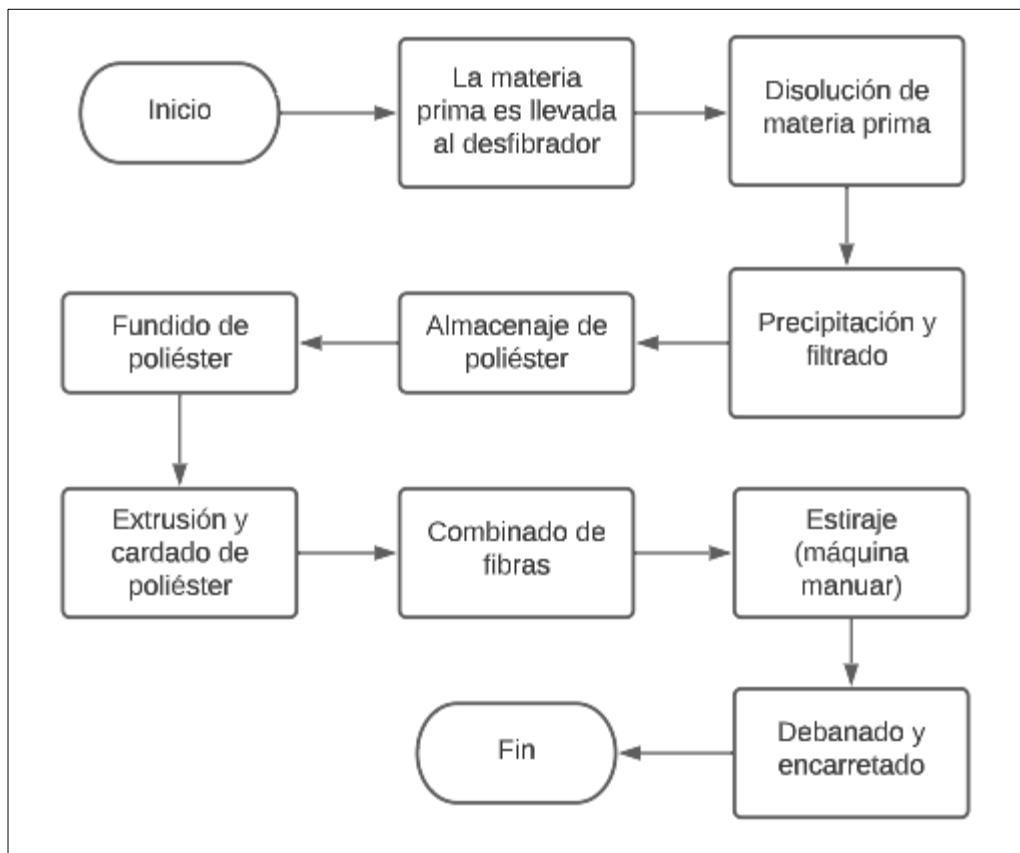 Inicio
La materia
prima es llevada
al desfibrador
Disolución de
materia prima
Precipitación y
filtrado
Almacenaje de
poliéster
Fundido de
poliéster
Extrusión y
cardado de
poliéster
Combinado de
fibras
Estiraje
(máquina
manuar)
Debanado y
encarretado
Fin